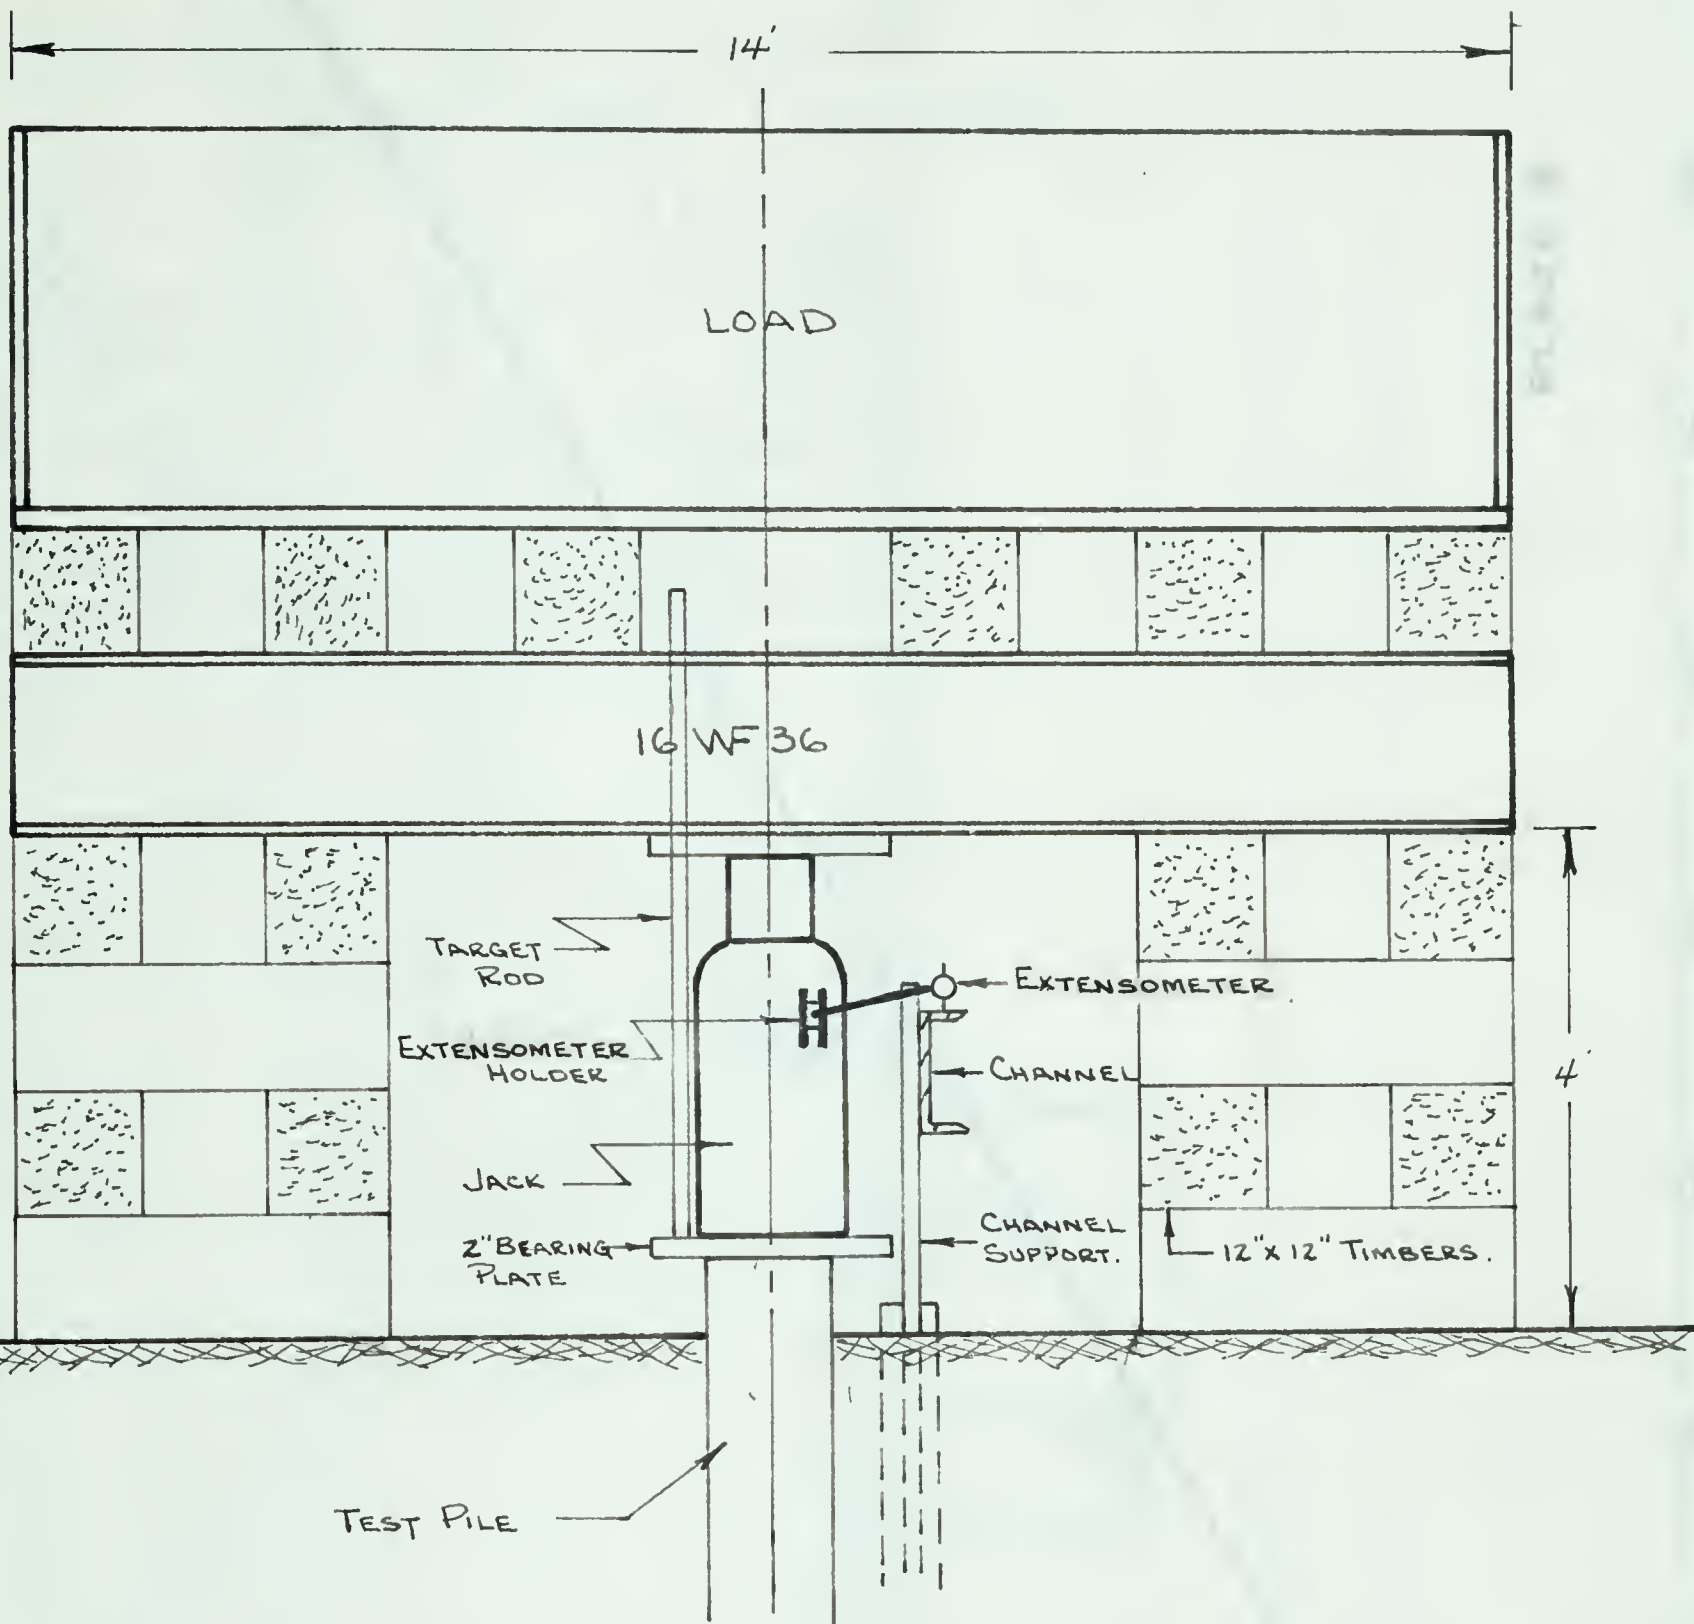 14'
LOAD
16 WF 36
TARGET
ROD
EXTENSOMETER
EXTENSOMETER
HOLDER
CHANNEL
4'
JACK
2" BEARING
PLATE
CHANNEL
SUPPORT.
12" X 12" TIMBERS.
TEST PILE